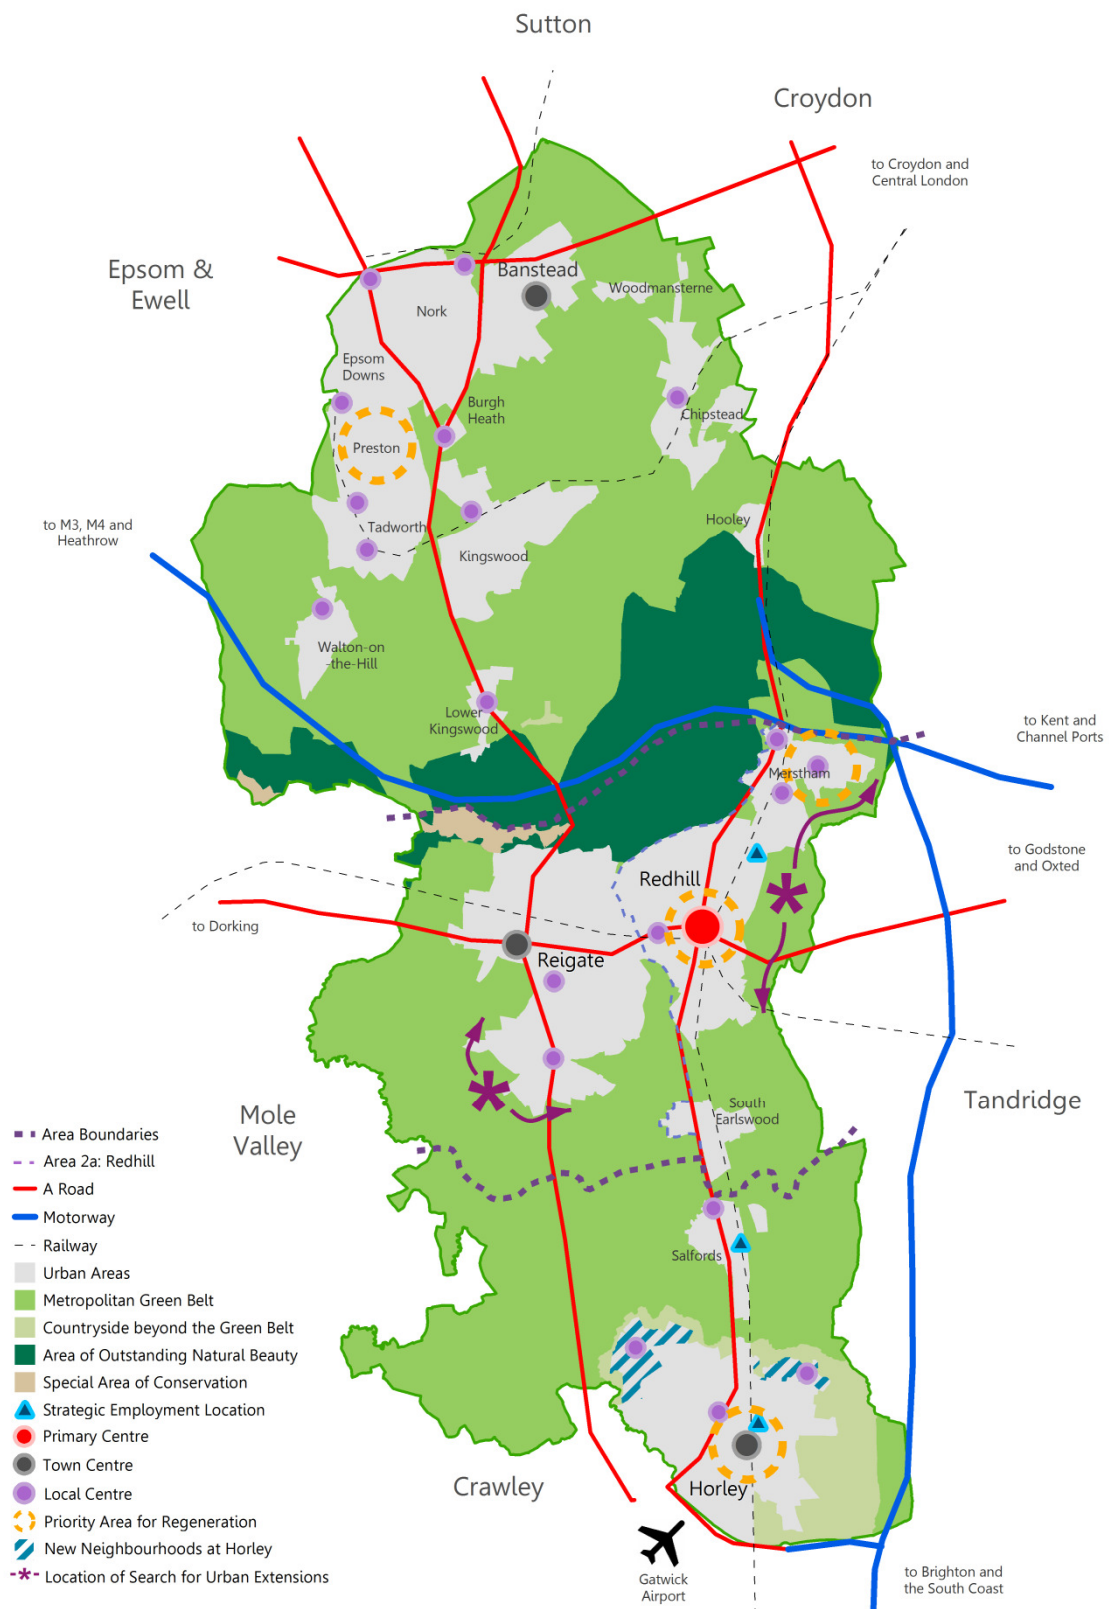 Sutton
Croydon
to Croydon and
Central London
Epsom &
Ewell
Banstead
Woodmansterne
Nork
Epsom
Downs
Burgh
Heath
Chipstead
Preston
to M3, M4 and
Heathrow
Tadworth
Hooley
Kingswood
Walton-on
-the-Hill
Lower
Kingswood
to Kent and
Channel Ports
Merstham
to Godstone
and Oxted
Redhill
to Dorking
Reigate
Mole
Valley
South
Earlswood
Tandridge
Salfords
Area Boundaries
Area 2a: Redhill
A Road
Motorway
Railway
Urban Areas
Metropolitan Green Belt
Countryside beyond the Green Belt
Area of Outstanding Natural Beauty
Special Area of Conservation
Strategic Employment Location
Primary Centre
Town Centre
Local Centre
Priority Area for Regeneration
New Neighbourhoods at Horley
Location of Search for Urban Extensions
Crawley
Horley
Gatwick
Airport
to Brighton and
the South Coast